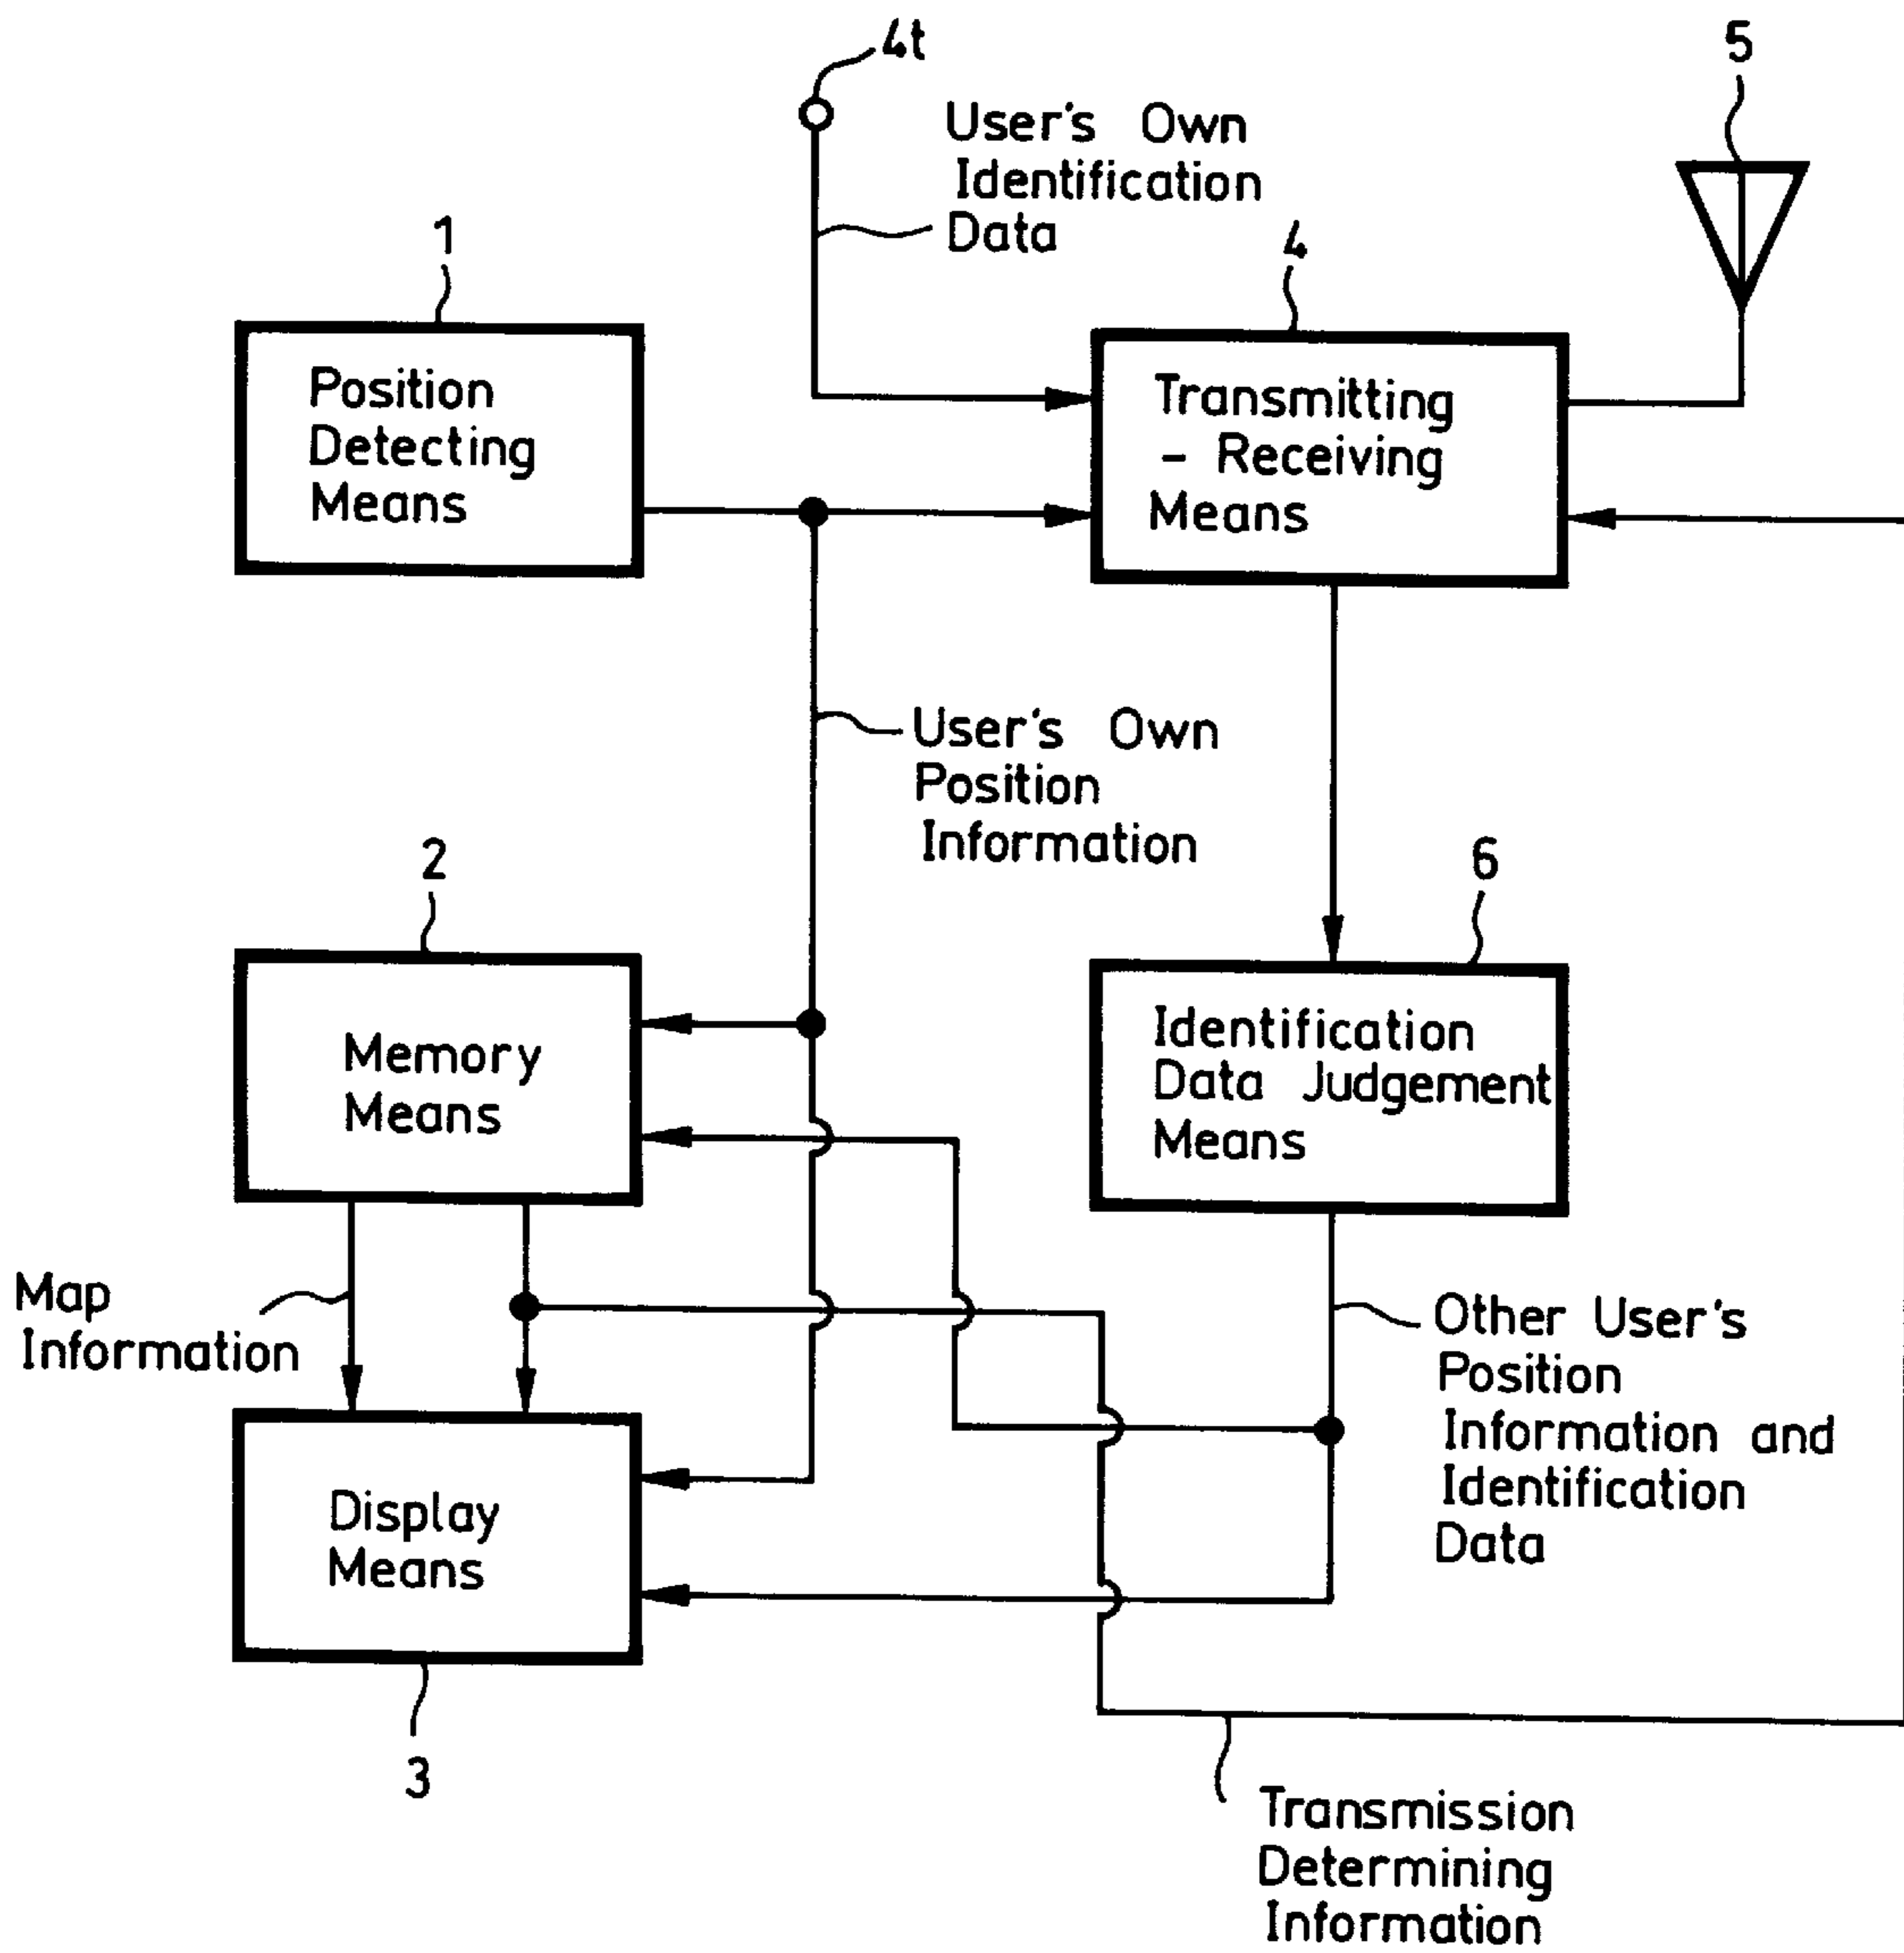 4t
5
User's Own
Identification
Data
1
4
Position
Detecting
Means
Transmitting
- Receiving
Means
User's Own
Position
Information
2
6
Memory
Means
Identification
Data Judgement
Means
Map
Information
Other User's
Position
Information and
Identification
Data
Display
Means
3
Transmission
Determining
Information